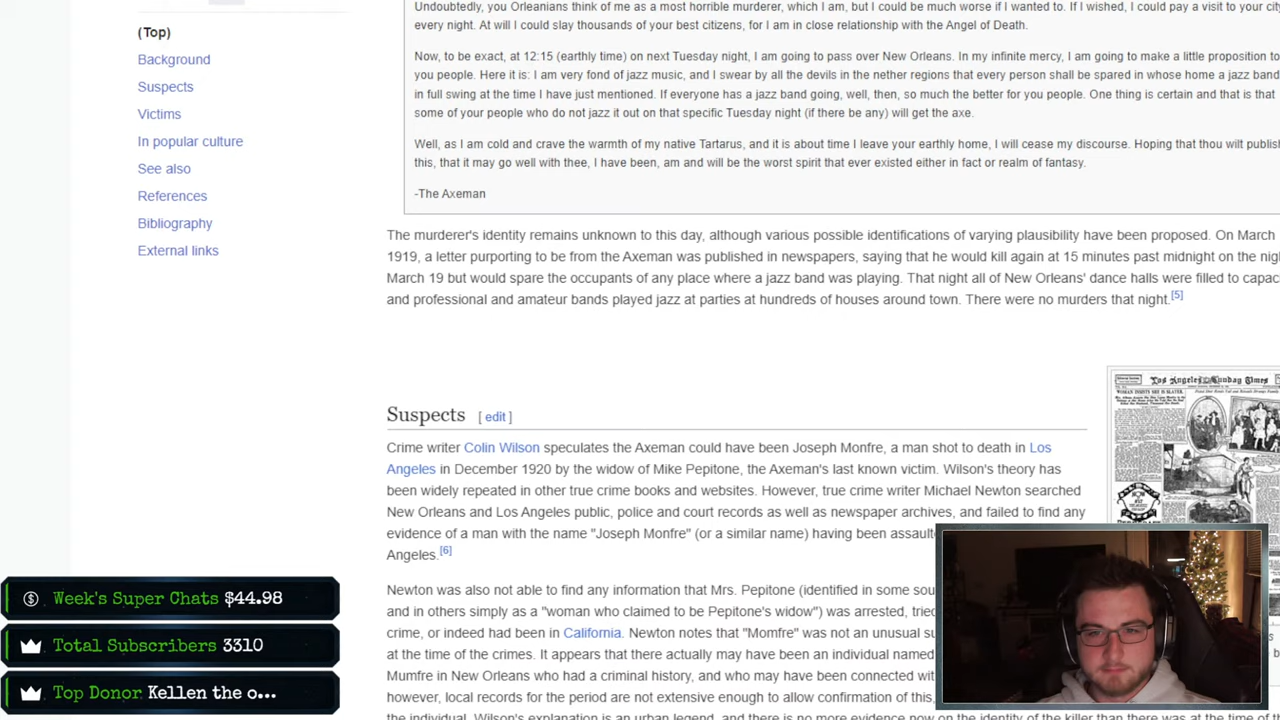 (Top)
Background
Suspects
Victims
In popular culture
See also
References
Bibliography
External links
Undoubtedly, you Orleanians think of me as a most horrible murderer, which I am, but I could be much worse if I wanted to. If I wished, I could pay a visit to your
every night. At will I could slay thousands of your best citizens, for I am in close relationship with the Angel of Death.
Now, to be exact, at 12:15 (earthly time) on next Tuesday night, I am going to pass over New Orleans. In my infinite mercy, I am going to make a little proposition to
you people. Here it is: I am very fond of jazz music, and I swear by all the devils in the nether regions that every person shall be spared in whose home a jazz band
in full swing at the time I have just mentioned. If everyone has a jazz band going, well, then, so much the better for you people. One thing is certain and that is that
some of your people who do not jazz it out on that specific Tuesday night (if there be any) will get the axe.
Well, as I am cold and crave the warmth of my native Tartarus, and it is about time I leave your earthly home, I will cease my discourse. Hoping that thou wilt
this, that it may go well with thee, I have been, am and will be the worst spirit that ever existed either in fact or realm of fantasy.
-The Axeman
The murderer's identity remains unknown to this day, although various possible identifications of varying plausibility have been proposed. On March
1919, a letter purporting to be from the Axeman was published in newspapers, saying that he would kill again at 15 minutes past midnight on the
March 19 but would spare the occupants of any place where a jazz band was playing. That night all of New Orleans' dance halls were filled to
and professional and amateur bands played jazz at parties at hundreds of houses around town. There were no murders that night.[5]
Suspects [ edit ]
Crime writer Colin Wilson speculates the Axeman could have been Joseph Monfre, a man shot to death in Los
Angeles in December 1920 by the widow of Mike Pepitone, the Axeman's last known victim. Wilson's theory has
been widely repeated in other true crime books and websites. However, true crime writer Michael Newton searched
New Orleans and Los Angeles public, police and court records as well as newspaper archives, and failed to find any
evidence of a man with the name "Joseph Monfre" (or a similar name) having been
Angeles.[6]
Newton was also not able to find any information that Mrs. Pepitone (identified in some
and in others simply as a "woman who claimed to be Pepitone's widow") was arrested,
crime, or indeed had been in California. Newton notes that "Momfre" was not an unusual
at the time of the crimes. It appears that there actually may have been an individual named
Mumfre in New Orleans who had a criminal history, and who may have been connected
however, local records for the period are not extensive enough to allow confirmation of this,
Los Angeles Sunday Times
Week's Super Chats $44.98
Total Subscribers 3310
Top Donor Kellen the o...